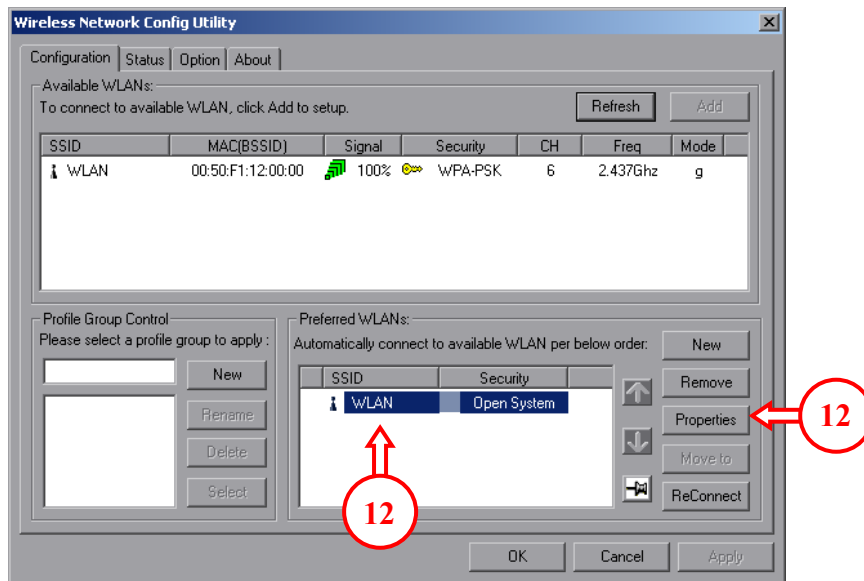 Wireless Network Config Utility
Configuration Status Option About
Available WLANs:
To connect to available WLAN, click Add to setup.
Refresh Add
SSID MAC(BSSID) Signal Security CH Freq Mode
WLAN 00:50:F1:12:00:00 100% WPA-PSK 6 2.437Ghz g
Profile Group Control
Please select a profile group to apply :
New
Rename
Delete
Select
Preferred WLANs:
Automatically connect to available WLAN per below order:
SSID Security
WLAN Open System
New
Remove
Properties
Move to
ReConnect
12
12
OK Cancel Apply